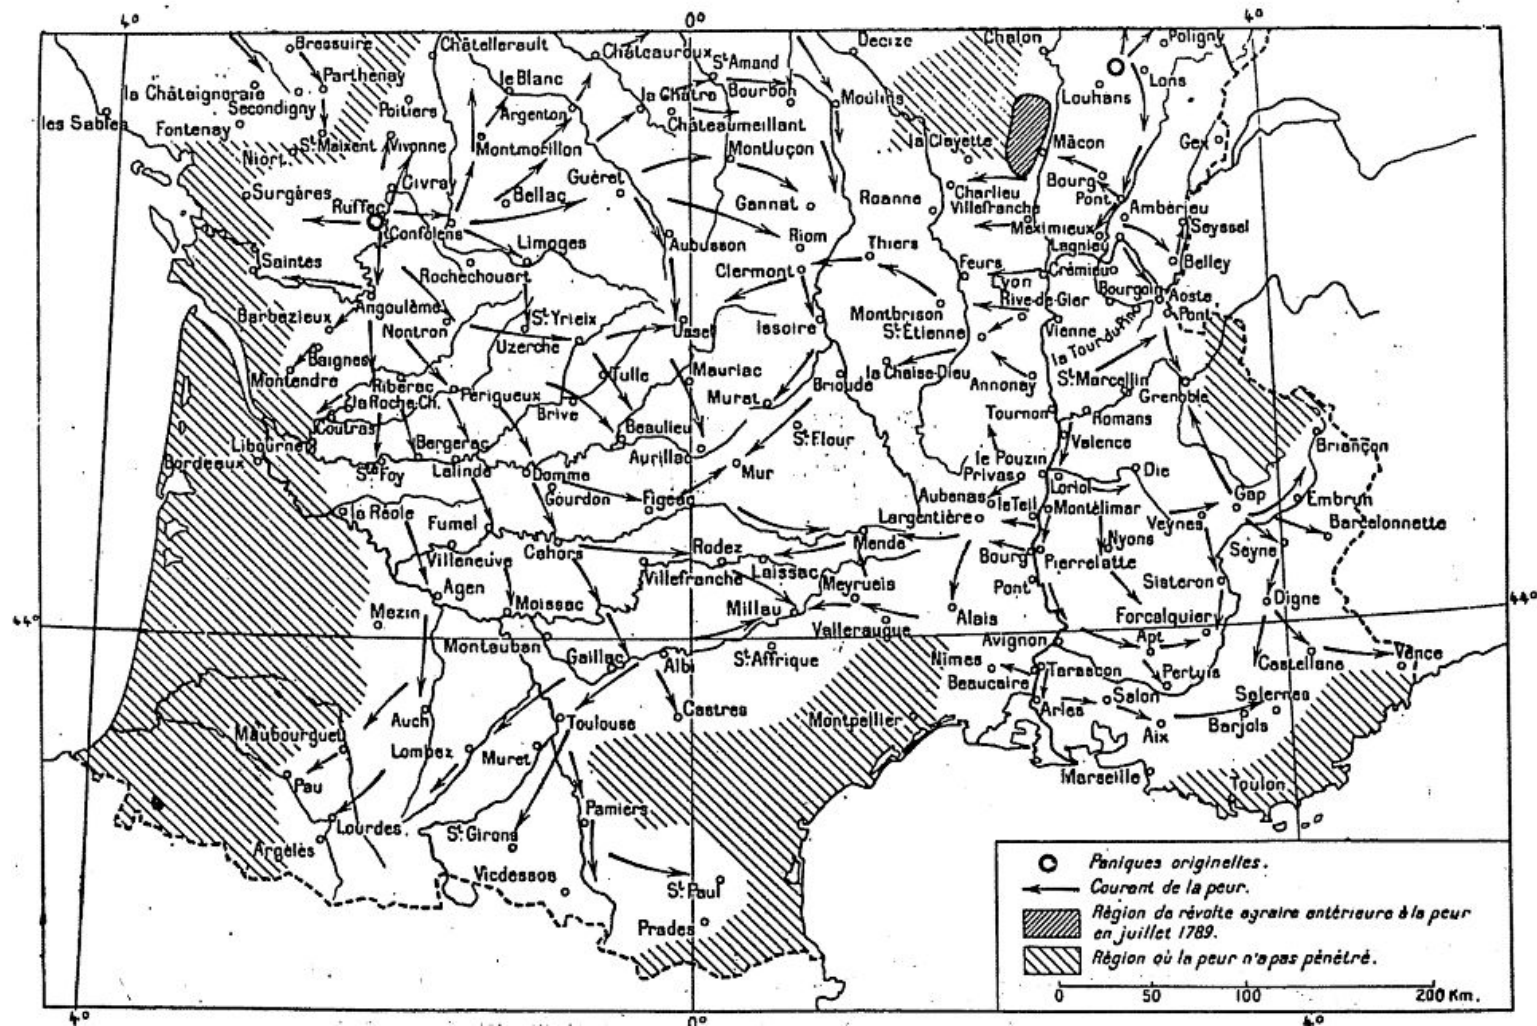 4°
0°
4°
Bressuire
Châtellerault
Châteauroux
St Amand
Decize
Chalon
Poligny
Parthenay
le Blanc
la Châtre
Bourbon
Moulins
Louhans
Lons
la Châtaigneraie
Secondigny
Poitiers
Argenton
Châteaumeillant
les Sables
Fontenay
St Maixent
Vivonne
Montmorillon
Montluçon
la Clayette
Mâcon
Gex
Niort
Civray
Guéret
Bourg
Surgères
Ruffec
Bellac
Gannat
Roanne
Charlieu
Villefranche
Pont
Ambérieu
Confolens
Limoges
Aubusson
Riom
Thiers
Meximieux
Lagnieu
Seyssel
Saintes
Rochechouart
Clermont
Feurs
Lyon
Crémieu
Belley
Angoulême
Bourgoin
Aoste
Barbezieux
Nontron
St Yrieix
Ussel
Issoire
Montbrison
Rive-de-Gier
Vienne
la Tour du Pin
Pont
Uzerche
St Étienne
Baignes
Montendre
Ribérac
Périgueux
Tulle
Mauriac
Brioude
la Chaise-Dieu
Annonay
St Marcellin
Grenoble
la Roche-Ch.
Brive
Murat
Tournon
Romans
Coutras
Beaulieu
St Flour
Valence
Briançon
Libourne
Bergerac
Aurillac
le Pouzin
Bordeaux
Ste Foy
Lalinde
Domme
Mur
Privas
Die
Gourdon
Figeac
Aubenas
Loriol
Gap
Embrun
la Réole
Fumel
Largentière
le Teil
Montélimar
Veynes
Barcelonnette
Villeneuve
Cahors
Rodez
Mende
Bourg
Nyons
Pierrelatte
Seyne
Agen
Villefranche
Laissac
Meyrueis
Pont
Sisteron
Mezin
Moissac
Millau
Alais
Forcalquier
Digne
44°
44°
Montauban
Valleraugue
Avignon
Apt
Gaillac
Albi
St Affrique
Nîmes
Tarascon
Pertuis
Castellane
Vence
Beaucaire
Salon
Salernes
Auch
Toulouse
Castres
Montpellier
Arles
Barjols
Maubourguet
Lombez
Muret
Aix
Pau
Marseille
Toulon
Lourdes
Pamiers
St Girons
Argelès
Vicdessos
St Paul
Prades
Paniques originelles.
Courant de la peur.
Région de révolte agraire antérieure à la peur
en juillet 1789.
Région où la peur n'a pas pénétré.
0
50
100
200 Km.
4°
0°
4°